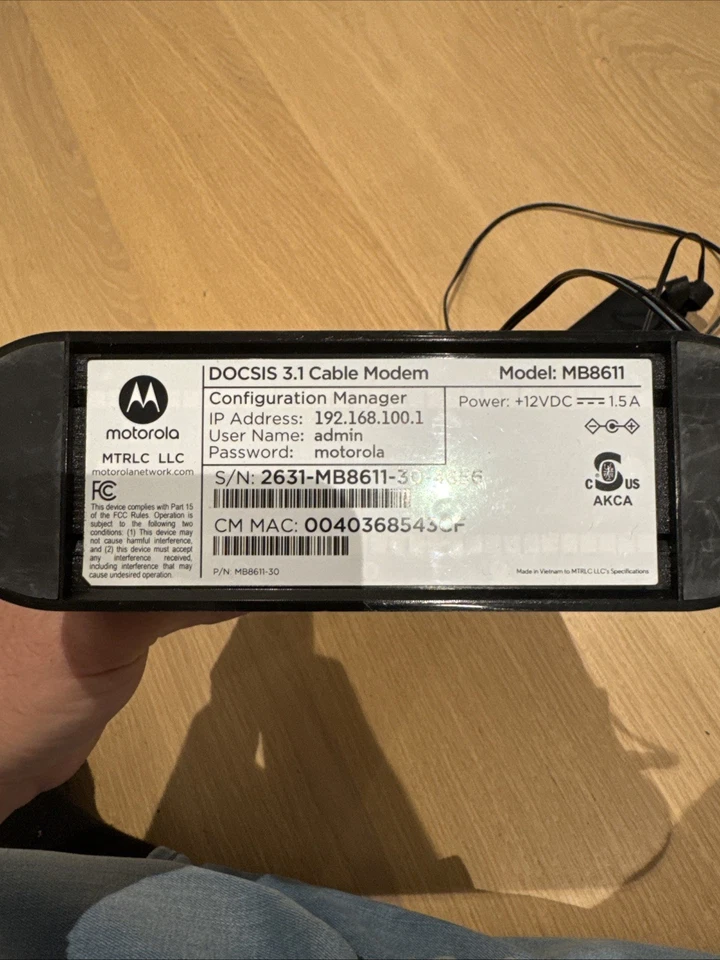 motorola
MTRLC LLC
motorolanetwork.com
FC
This device complies with Part 15
of the FCC Rules. Operation is
subject to the following two
conditions: (1) This device may
not cause harmful interference,
and (2) this device must accept
any interference received,
including interference that may
cause undesired operation.
DOCSIS 3.1 Cable Modem
Model: MB8611
Configuration Manager
IP Address: 192.168.100.1
User Name: admin
Password: motorola
Power: +12VDC 1.5 A
S/N: 2631-MB8611-30
C S US
AKCA
CM MAC:
P/N: MB8611-30
Made in Vietnam to MTRLC LLC's Specifications